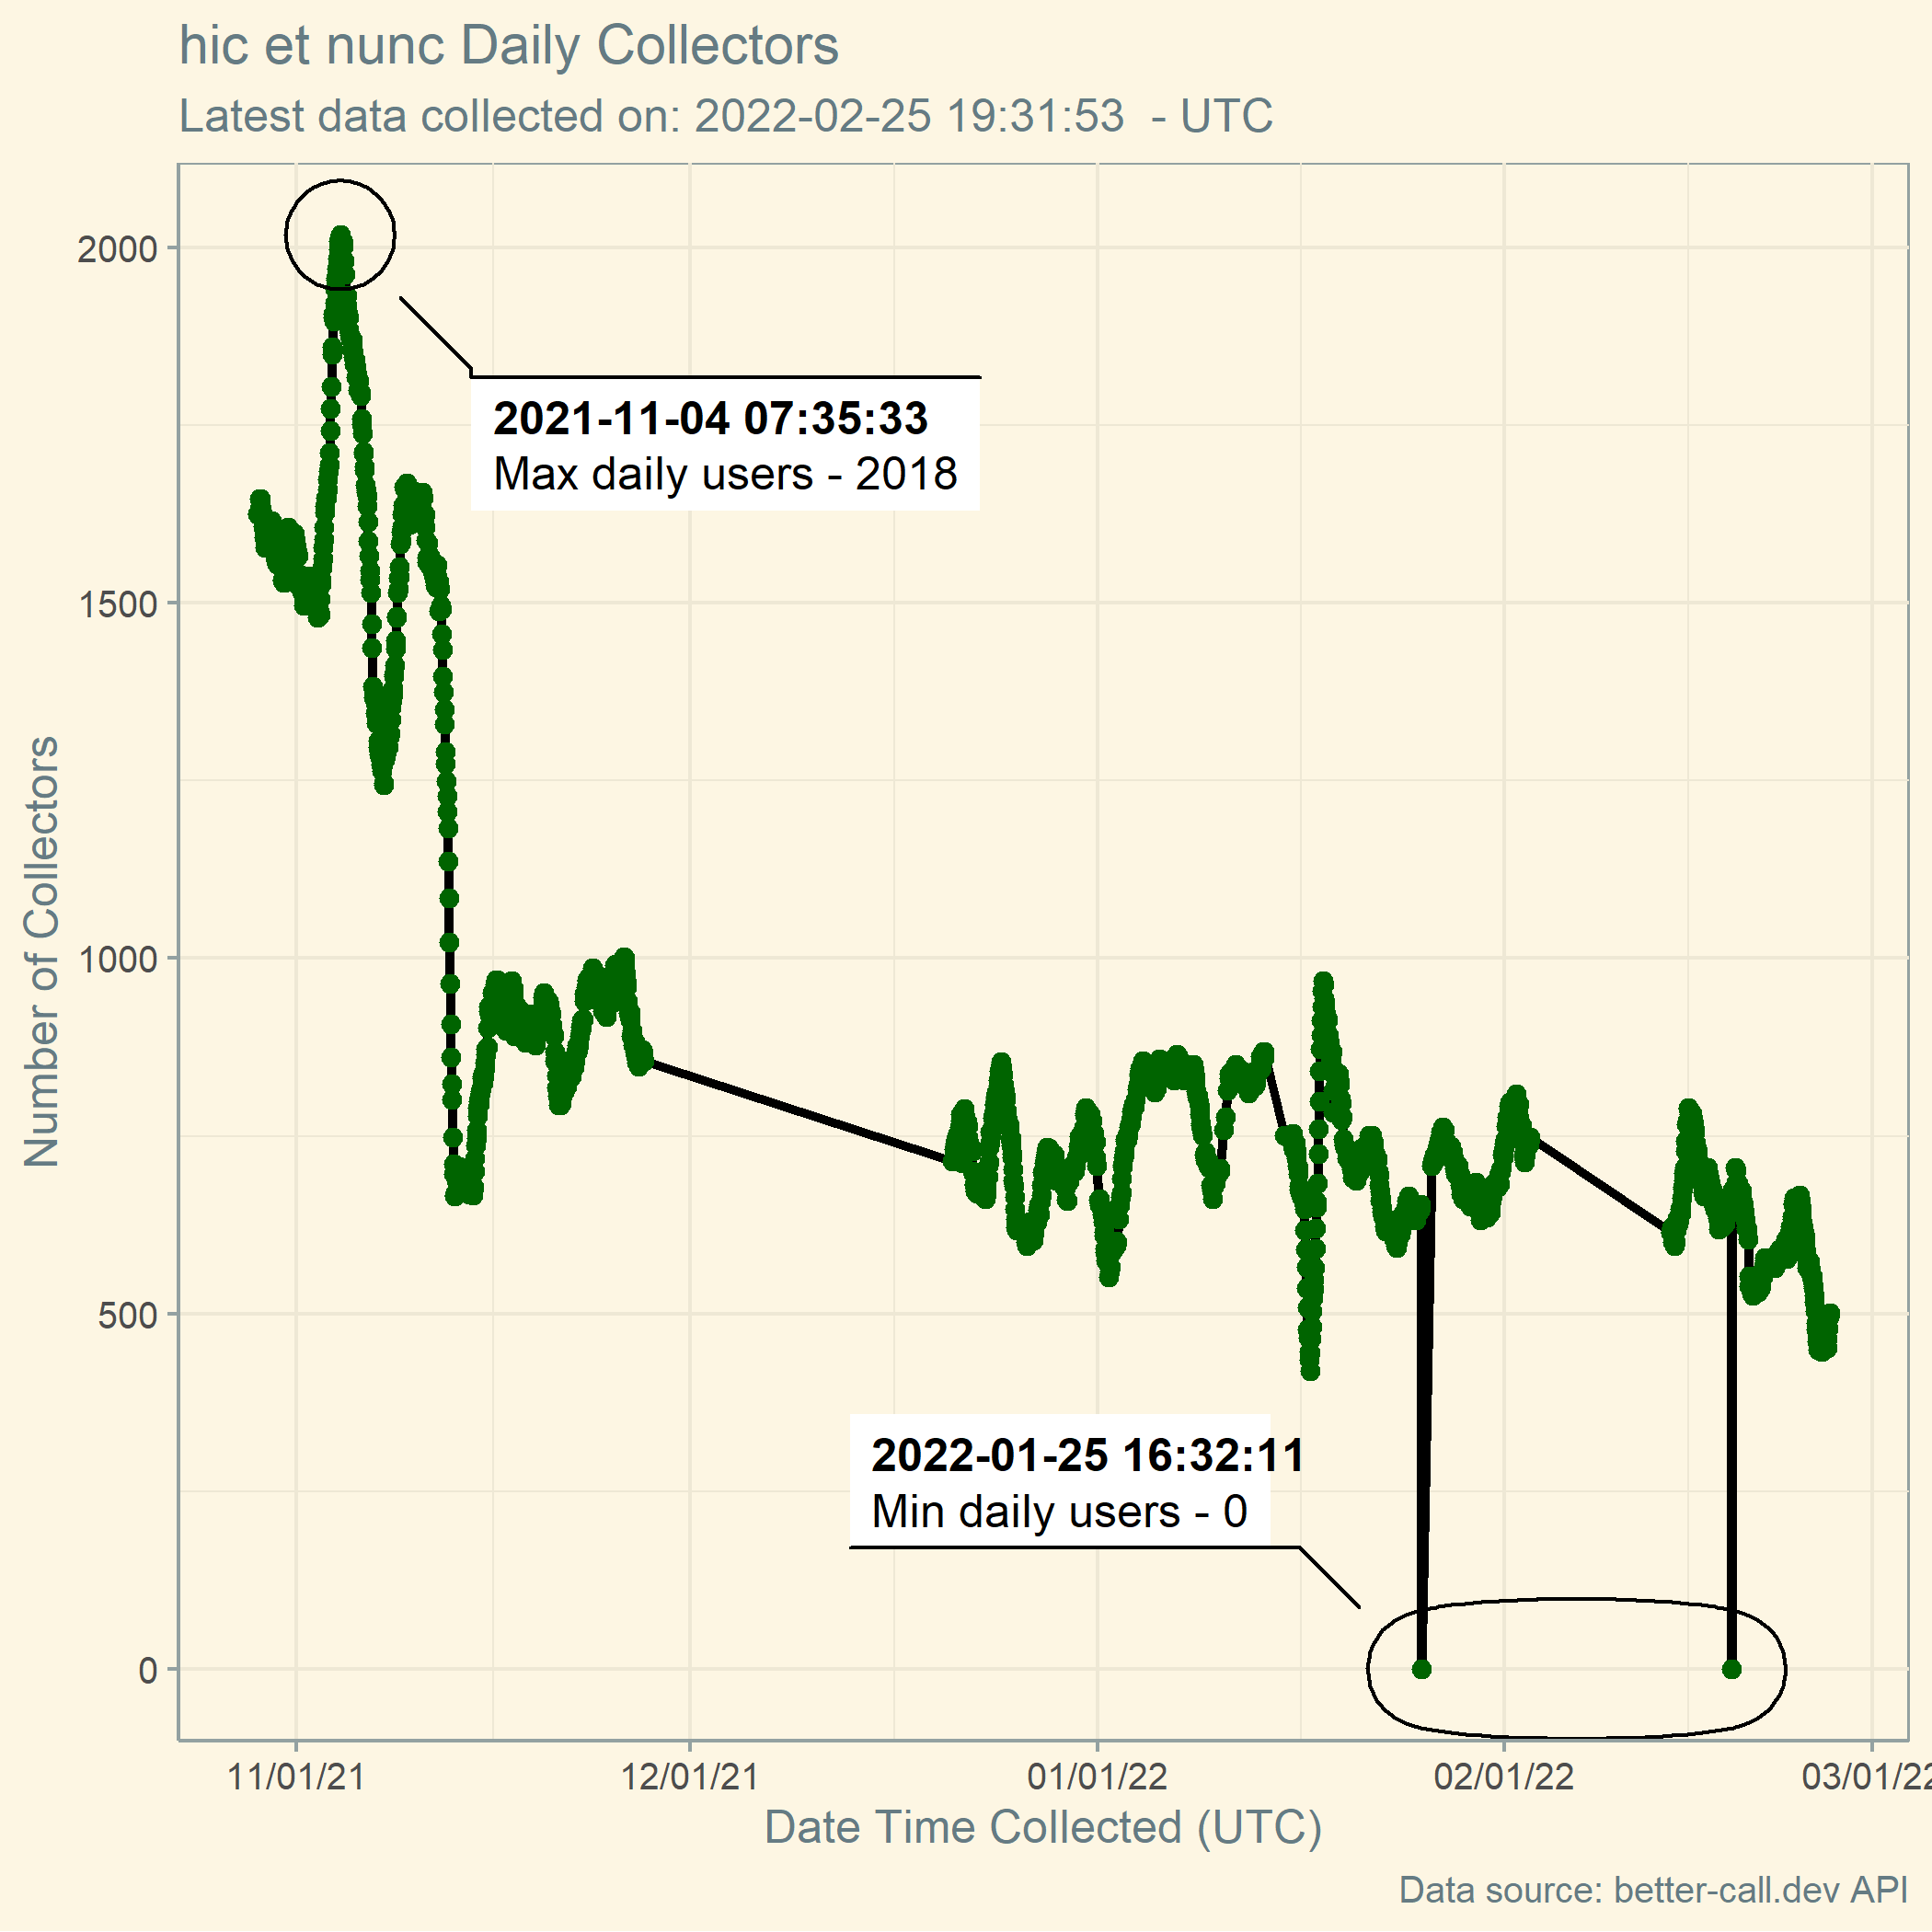 hic et nunc Daily Collectors
Latest data collected on: 2022-02-25 19:31:53  - UTC
Number of Collectors
2000
1500
1000
500
0
2021-11-04 07:35:33
Max daily users - 2018
2022-01-25 16:32:11
Min daily users - 0
11/01/21
12/01/21
01/01/22
02/01/22
03/01/22
Date Time Collected (UTC)
Data source: better-call.dev API